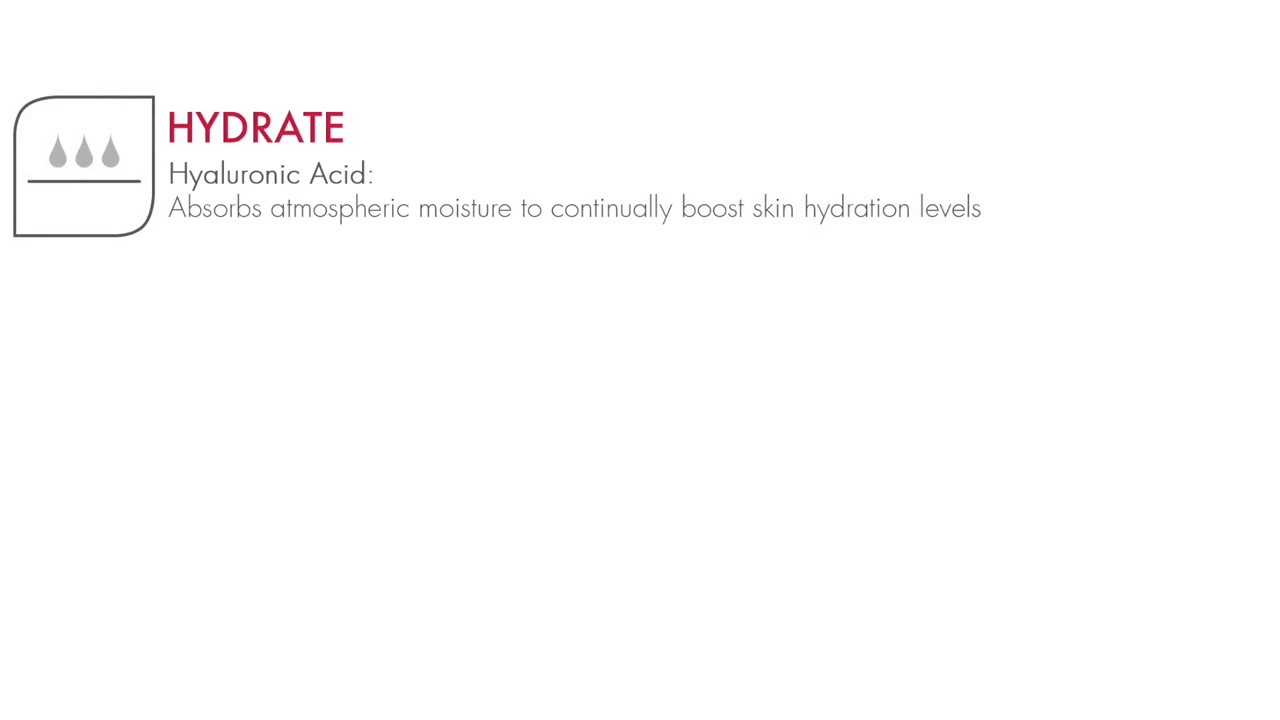 HYDRATE
Hyaluronic Acid:
Absorbs atmospheric moisture to continually boost skin hydration levels